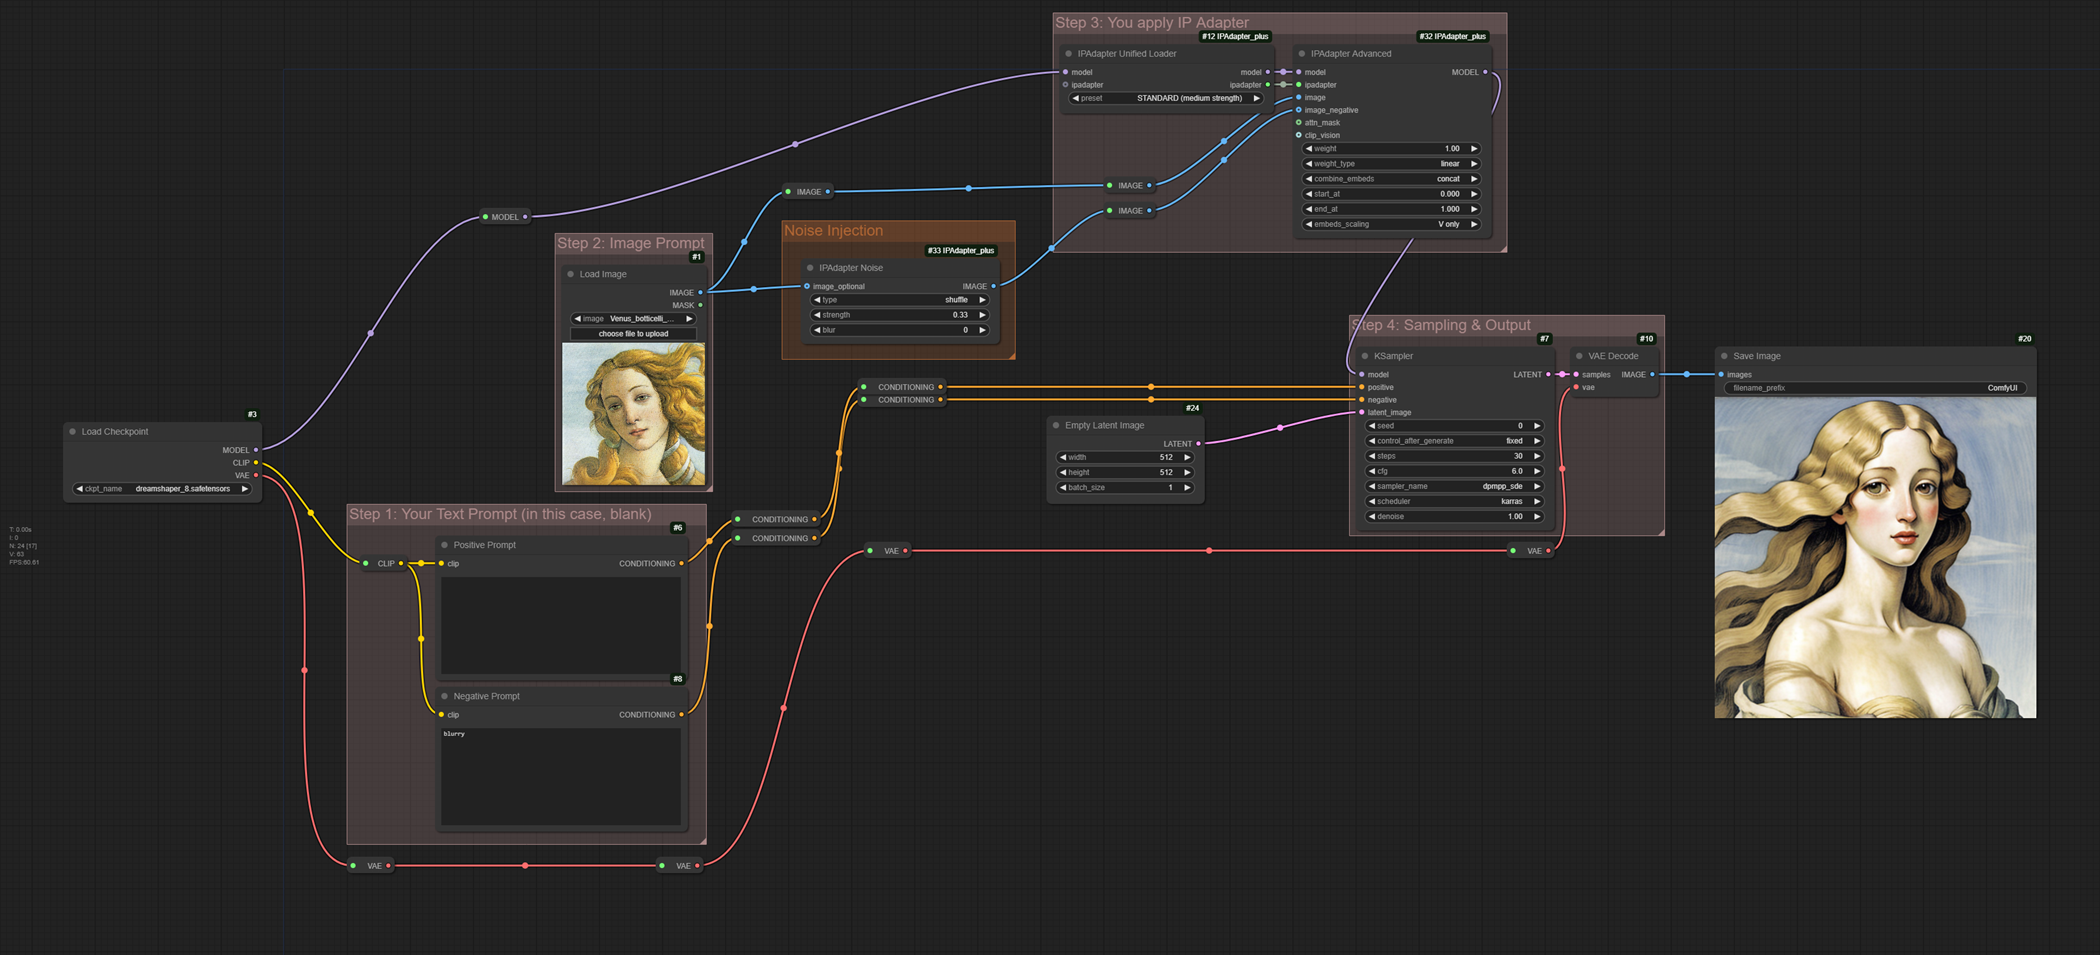 Step 3: You apply IP Adapter
#12 IPAdapter_plus
IPAdapter Unified Loader
model model
ipadapter ipadapter
preset STANDARD (medium strength)
#32 IPAdapter_plus
IPAdapter Advanced
model MODEL
ipadapter
image
image_negative
attn_mask
clip_vision
weight 1.00
weight_type linear
combine_embeds concat
start_at 0.000
end_at 1.000
embeds_scaling V only
IMAGE
IMAGE
IMAGE
MODEL
Step 2: Image Prompt
#1
Load Image
IMAGE
MASK
image Venus_botticelli_...
choose file to upload
Noise Injection
#33 IPAdapter_plus
IPAdapter Noise
image_optional IMAGE
type shuffle
strength 0.33
blur 0
Step 4: Sampling & Output
#7
KSampler
model LATENT
positive
negative
latent_image
seed 0
control_after_generate fixed
steps 30
cfg 6.0
sampler_name dpmpp_sde
scheduler karras
denoise 1.00
#10
VAE Decode
samples IMAGE
vae
#20
Save Image
images
filename_prefix ComfyUI
CONDITIONING
CONDITIONING
#24
Empty Latent Image
LATENT
width 512
height 512
batch_size 1
#3
Load Checkpoint
MODEL
CLIP
VAE
ckpt_name dreamshaper_8.safetensors
T: 0.00s
I: 0
N: 24 [17]
V: 63
FPS:60.61
Step 1: Your Text Prompt (in this case, blank)
#6
Positive Prompt
clip CONDITIONING
CLIP
#8
Negative Prompt
clip CONDITIONING
blurry
CONDITIONING
CONDITIONING
VAE
VAE
VAE
VAE